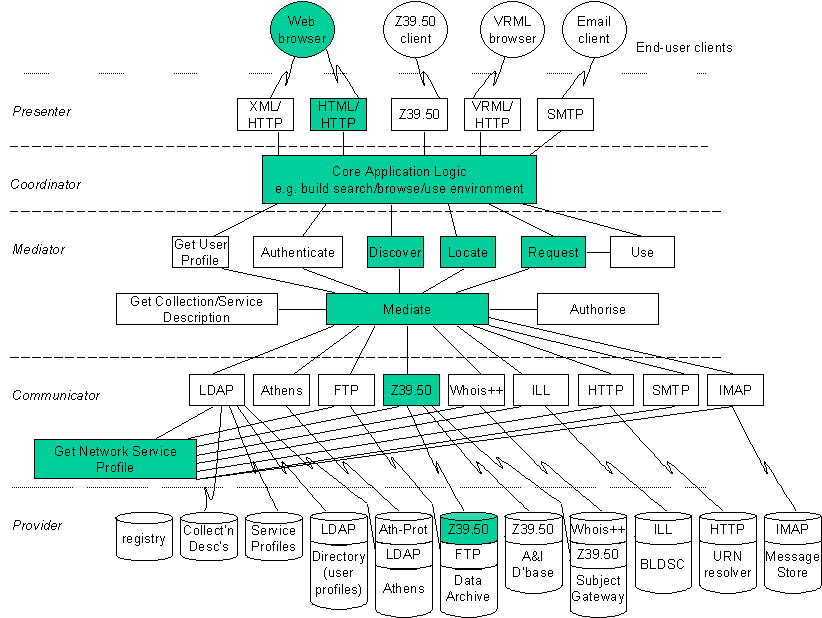 Web
browser
Z39.50
client
VRML
browser
Email
client
End-user clients
Presenter
XML/
HTTP
HTML/
HTTP
Z39.50
VRML/
HTTP
SMTP
Coordinator
Core Application Logic
e.g. build search/browse/use environment
Mediator
Get User
Profile
Authenticate
Discover
Locate
Request
Use
Get Collection/Service
Description
Mediate
Authorise
Communicator
LDAP
Athens
FTP
Z39.50
Whois++
ILL
HTTP
SMTP
IMAP
Get Network Service
Profile
Provider
registry
Collect'n
Desc's
Service
Profiles
LDAP
Directory
(user
profiles)
Ath-Prot
LDAP
Athens
Z39.50
FTP
Data
Archive
Z39.50
A&I
D'base
Whois++
Z39.50
Subject
Gateway
ILL
BLDSC
HTTP
URN
resolver
IMAP
Message
Store